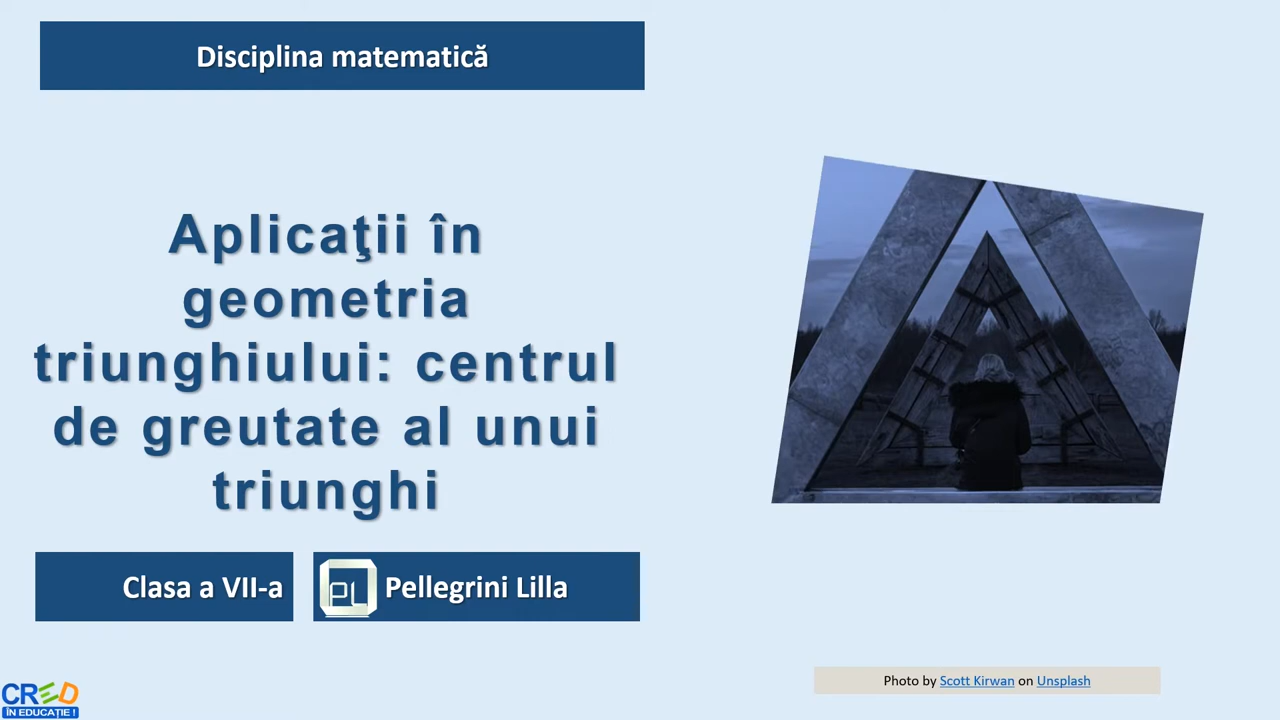 Disciplina matematică
Aplicaţii în
geometria
triunghiului: centrul
de greutate al unui
triunghi
Clasa a VII-a
PL
Pellegrini Lilla
Photo by Scott Kirwan on Unsplash
CRED
ÎN EDUCAȚIE !